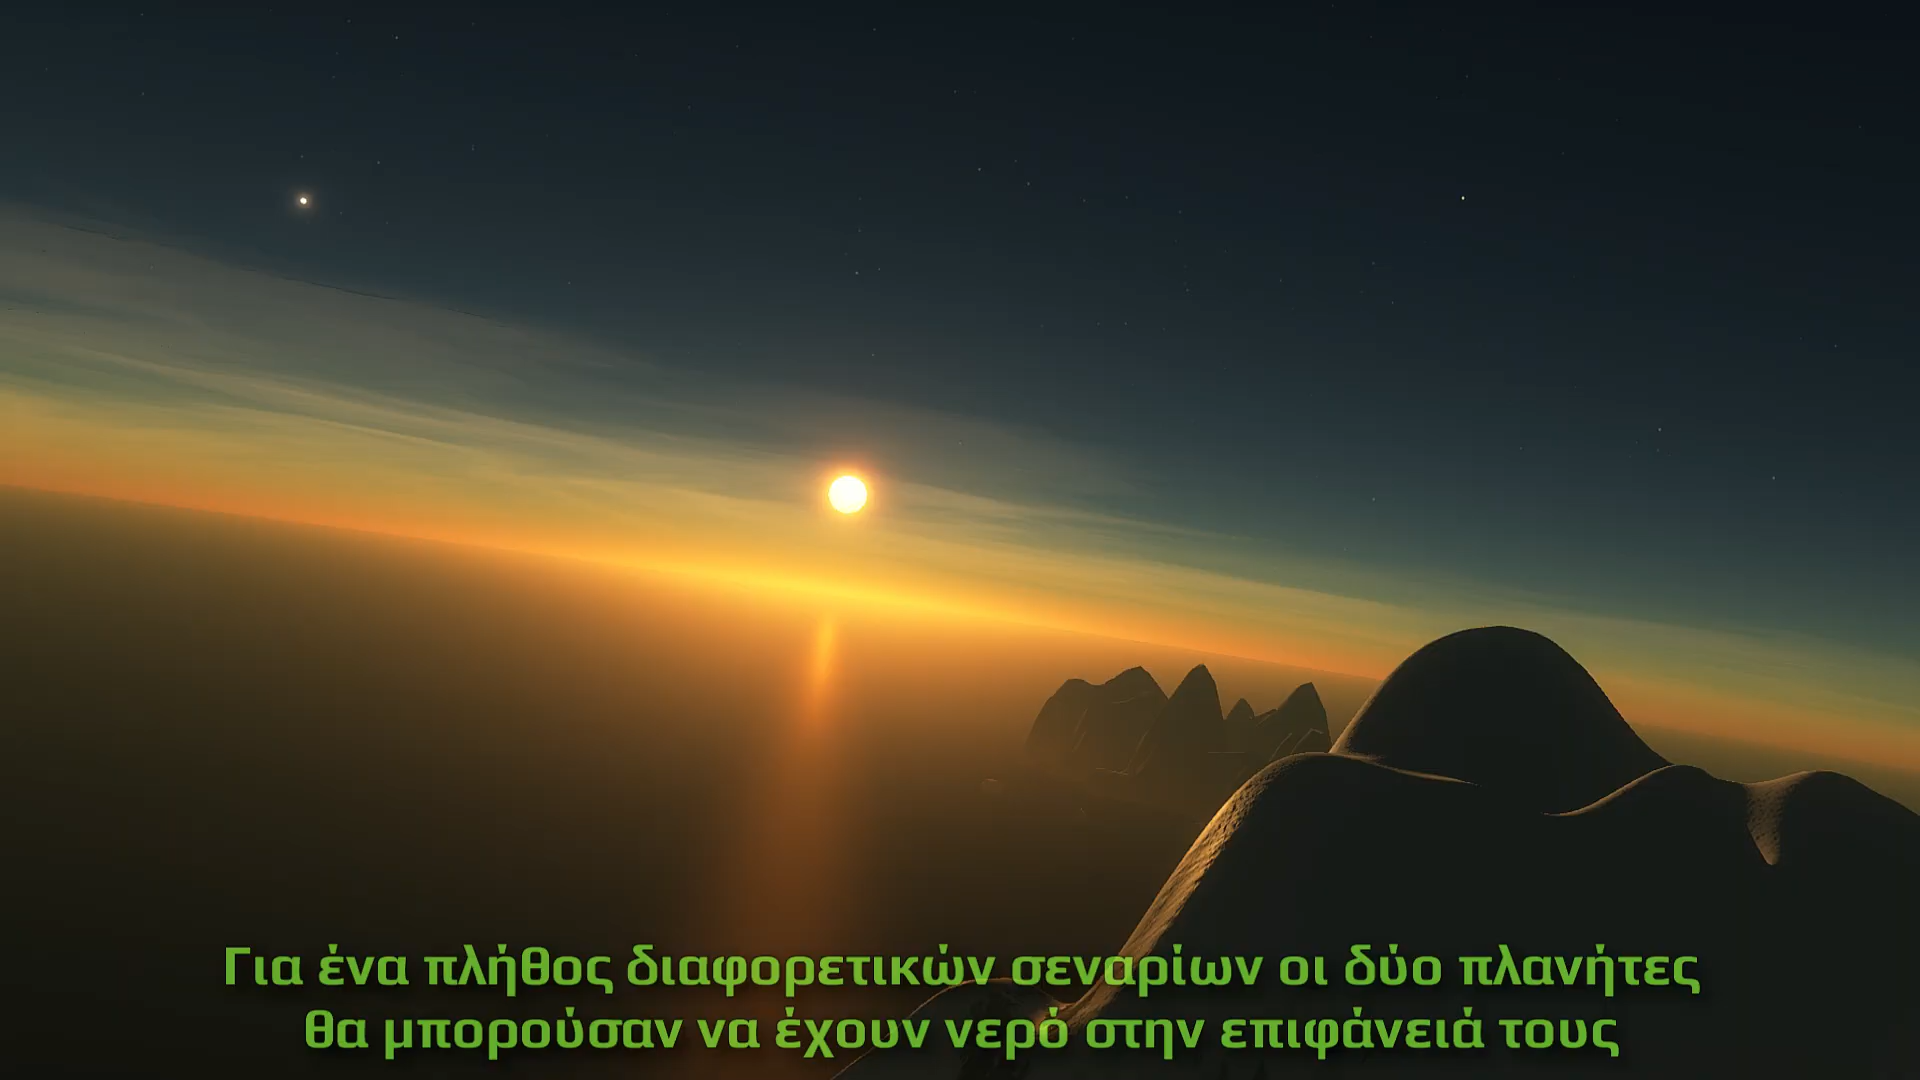 Για ένα πλήθος διαφορετικών σεναρίων οι δύο πλανήτες
θα μπορούσαν να έχουν νερό στην επιφάνειά τους